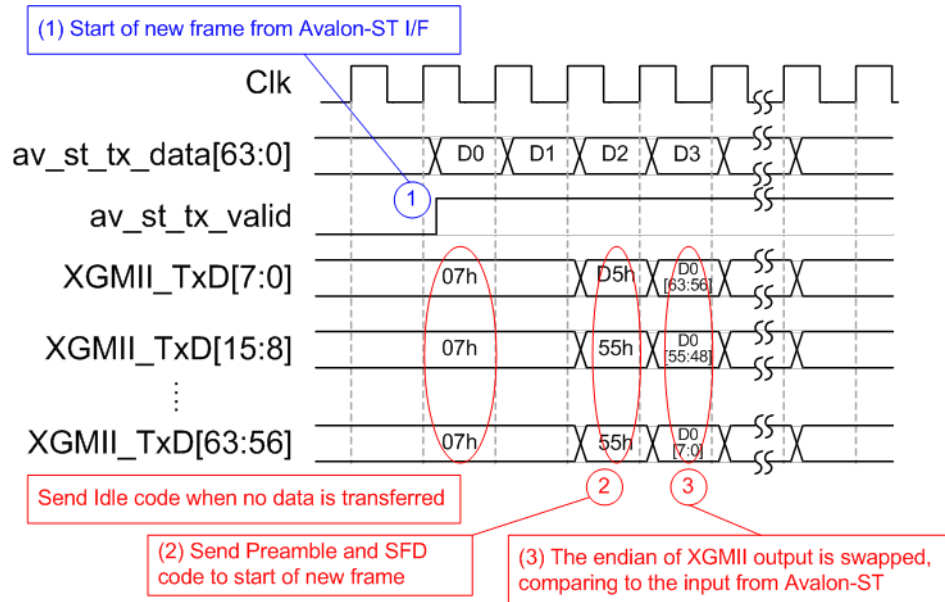 (1) Start of new frame from Avalon-ST I/F
Clk
av_st_tx_data[63:0]
D0 D1 D2 D3
av_st_tx_valid
1
XGMII_TxD[7:0]
07h D5h D0
[63:56]
XGMII_TxD[15:8]
07h 55h D0
[55:48]
XGMII_TxD[63:56]
07h 55h D0
[7:0]
Send Idle code when no data is transferred
2 3
(2) Send Preamble and SFD
code to start of new frame
(3) The endian of XGMII output is swapped,
comparing to the input from Avalon-ST